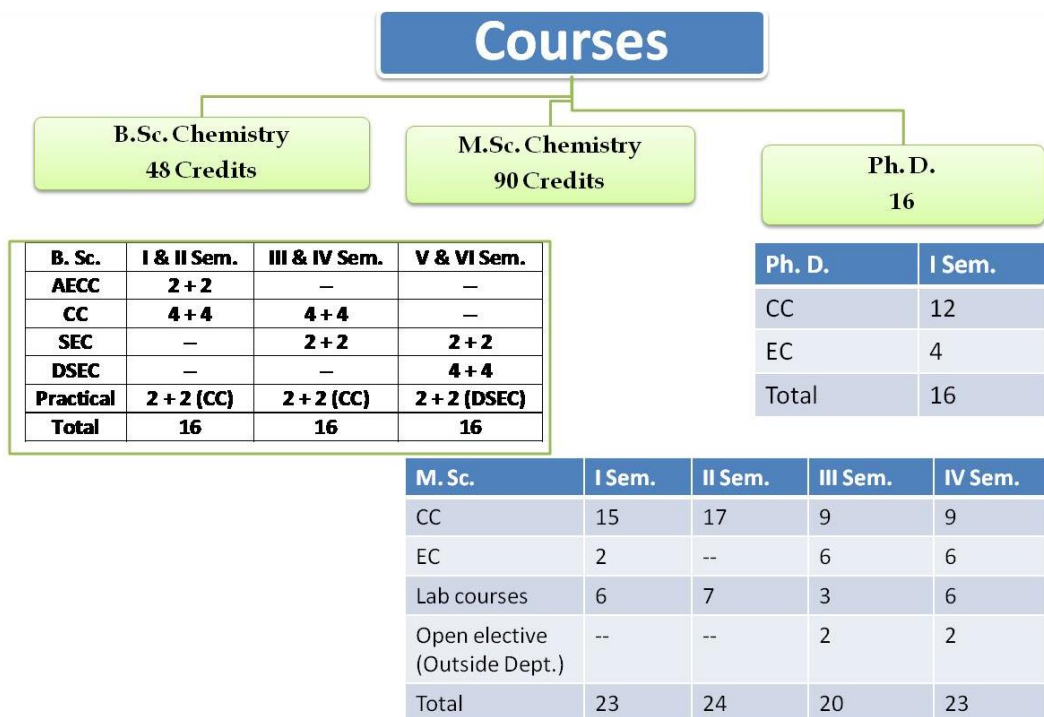 Courses
B.Sc. Chemistry
48 Credits
M.Sc. Chemistry
90 Credits
Ph. D.
16
B. Sc. I & II Sem. III & IV Sem. V & VI Sem.
AECC 2 + 2 – –
CC 4 + 4 4 + 4 –
SEC – 2 + 2 2 + 2
DSEC – – 4 + 4
Practical 2 + 2 (CC) 2 + 2 (CC) 2 + 2 (DSEC)
Total 16 16 16
Ph. D. I Sem.
CC 12
EC 4
Total 16
M. Sc. I Sem. II Sem. III Sem. IV Sem.
CC 15 17 9 9
EC 2 -- 6 6
Lab courses 6 7 3 6
Open elective -- -- 2 2
(Outside Dept.)
Total 23 24 20 23